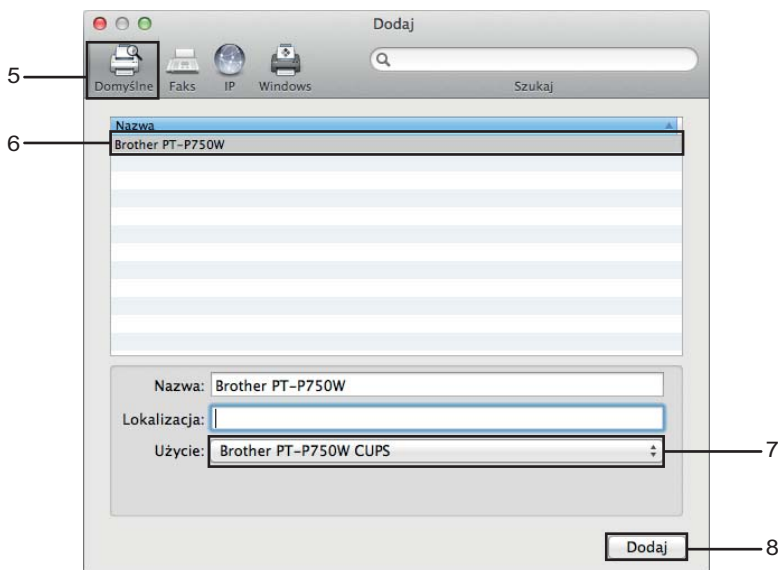 Dodaj
5
Domyślne Faks IP Windows
Szukaj
Nazwa
6
Brother PT-P750W
Nazwa: Brother PT-P750W
Lokalizacja:
Użycie: Brother PT-P750W CUPS
7
Dodaj
8